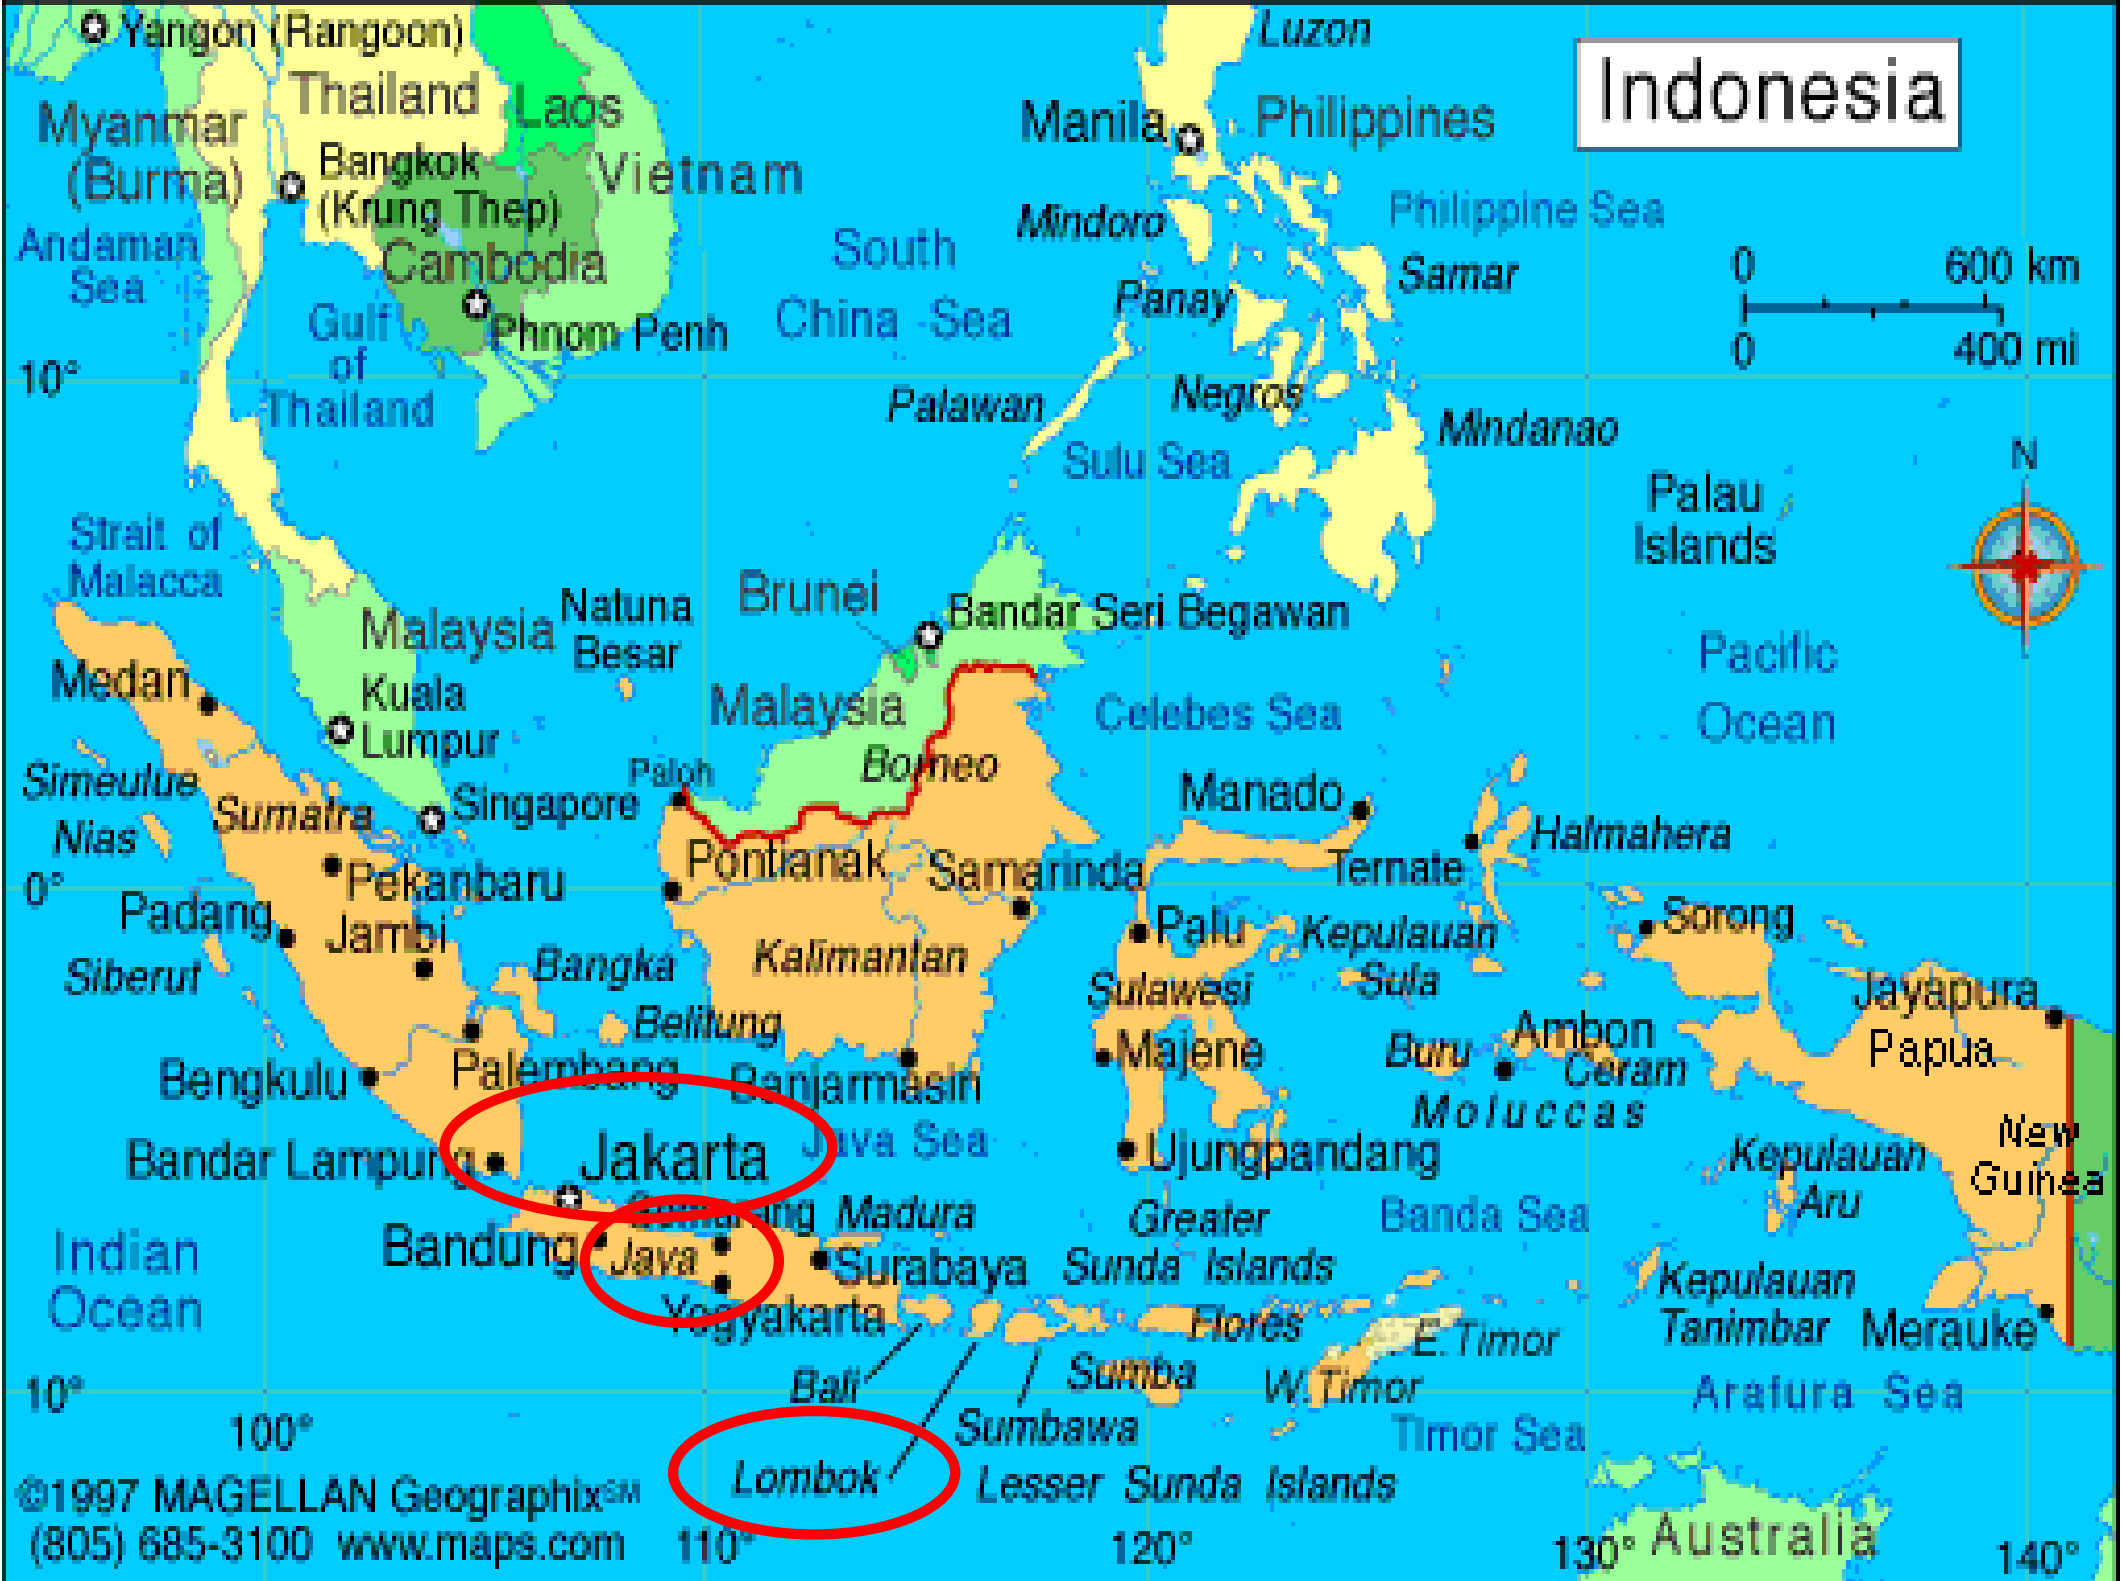 Yangon (Rangoon)
Luzon
Indonesia
Thailand
Laos
Myanmar
(Burma)
Manila
Philippines
Bangkok
(Krung Thep)
Vietnam
Philippine Sea
Mindoro
Andaman
Sea
Cambodia
South
China Sea
Samar
0 600 km
0 400 mi
Panay
Gulf
of
Thailand
Phnom Penh
10°
Palawan
Negros
Mindanao
Sulu Sea
N
Palau
Islands
Strait of
Malacca
Malaysia
Natuna
Besar
Brunei
Bandar Seri Begawan
Pacific
Ocean
Medan
Kuala
Lumpur
Malaysia
Celebes Sea
Borneo
Paloh
Simeulue
Sumatra
Singapore
Manado
Nias
Halmahera
Pontianak
Samarinda
Ternate
0°
Pekanbaru
Padang
Jambi
Palu
Kepulauan
Sula
Sorong
Siberut
Bangka
Kalimantan
Sulawesi
Jayapura
Belitung
Majene
Buru
Ambon
Ceram
Papua
Bengkulu
Palembang
Banjarmasin
Moluccas
New
Guinea
Bandar Lampung
Jakarta
Java Sea
Ujungpandang
Kepulauan
Aru
Semarang
Madura
Greater
Sunda Islands
Banda Sea
Indian
Ocean
Bandung
Java
Surabaya
Kepulauan
Tanimbar
Yogyakarta
Flores
E. Timor
Merauke
Bali
Sumba
W. Timor
Arafura Sea
10°
100°
Sumbawa
Timor Sea
Lombok
Lesser Sunda Islands
©1997 MAGELLAN Geographix℠
(805) 685-3100 www.maps.com
110°
120°
130°
Australia
140°